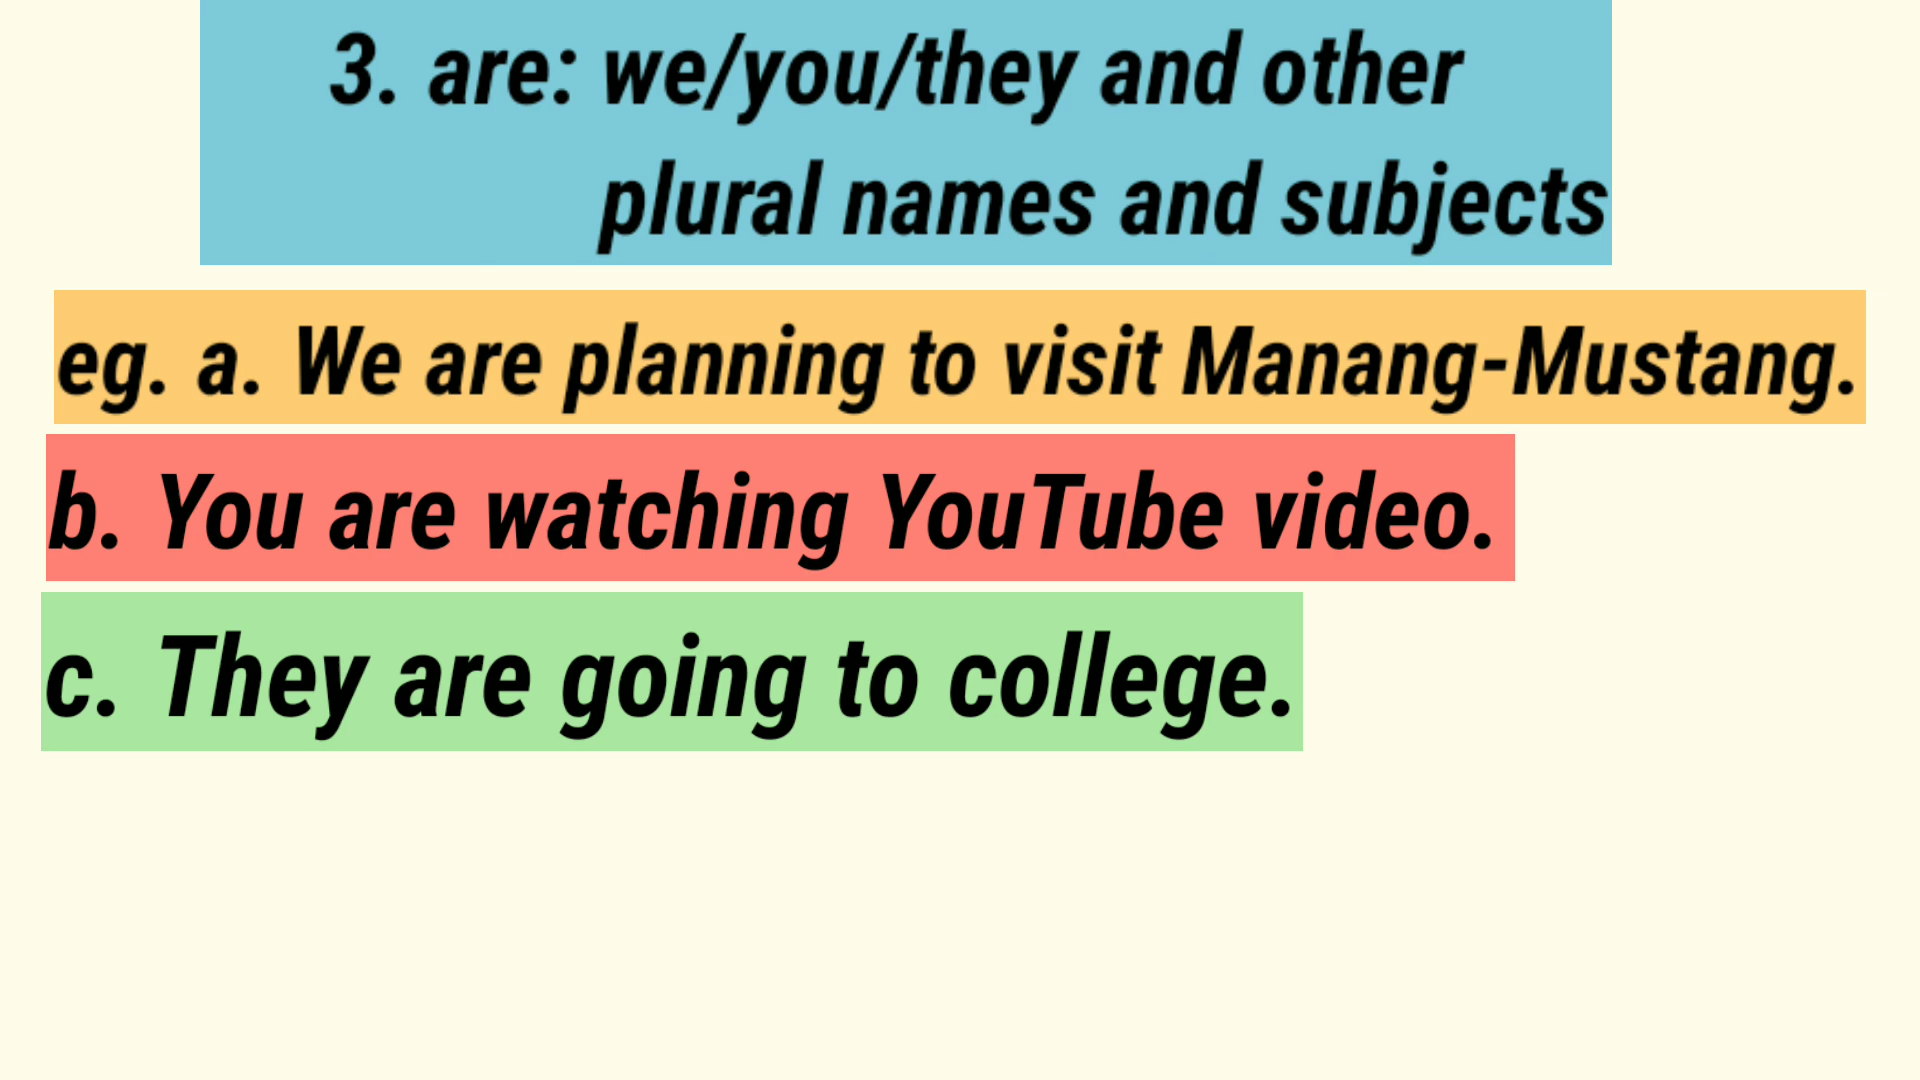 3. are: we/you/they and other
plural names and subjects
eg. a. We are planning to visit Manang-Mustang.
b. You are watching YouTube video.
c. They are going to college.